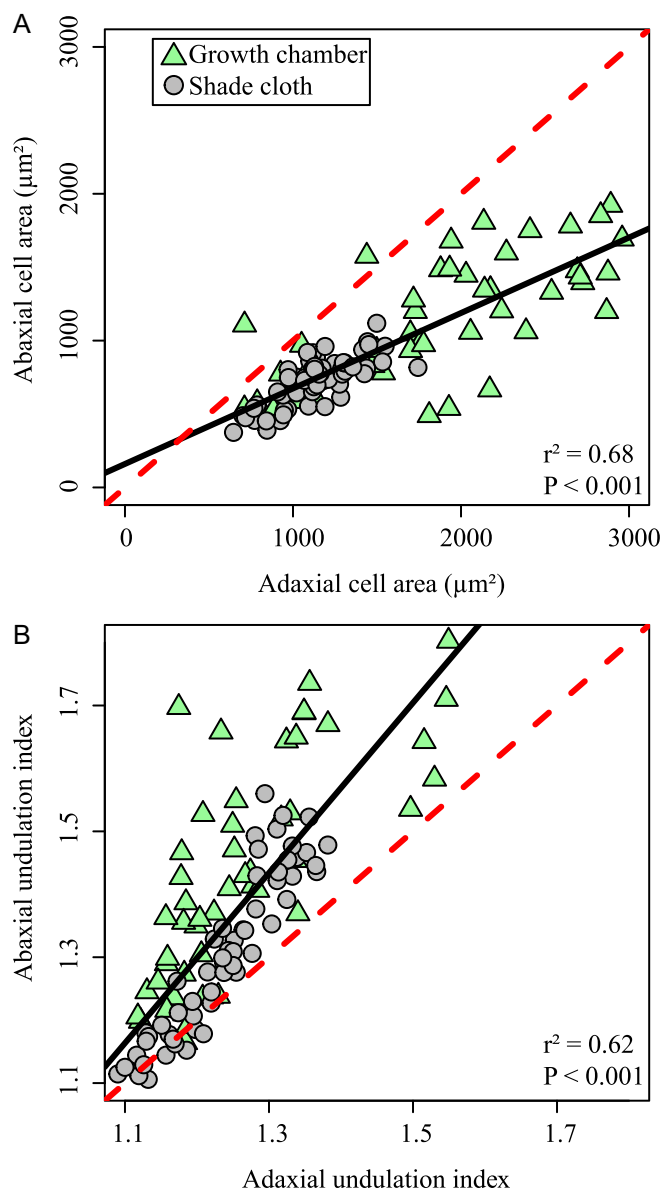 A
Growth chamber
Shade cloth
3000
2000
1000
0
Abaxial cell area (µm²)
r² = 0.68
P < 0.001
0 1000 2000 3000
Adaxial cell area (µm²)
B
1.7
1.5
1.3
1.1
Abaxial undulation index
r² = 0.62
P < 0.001
1.1 1.3 1.5 1.7
Adaxial undulation index